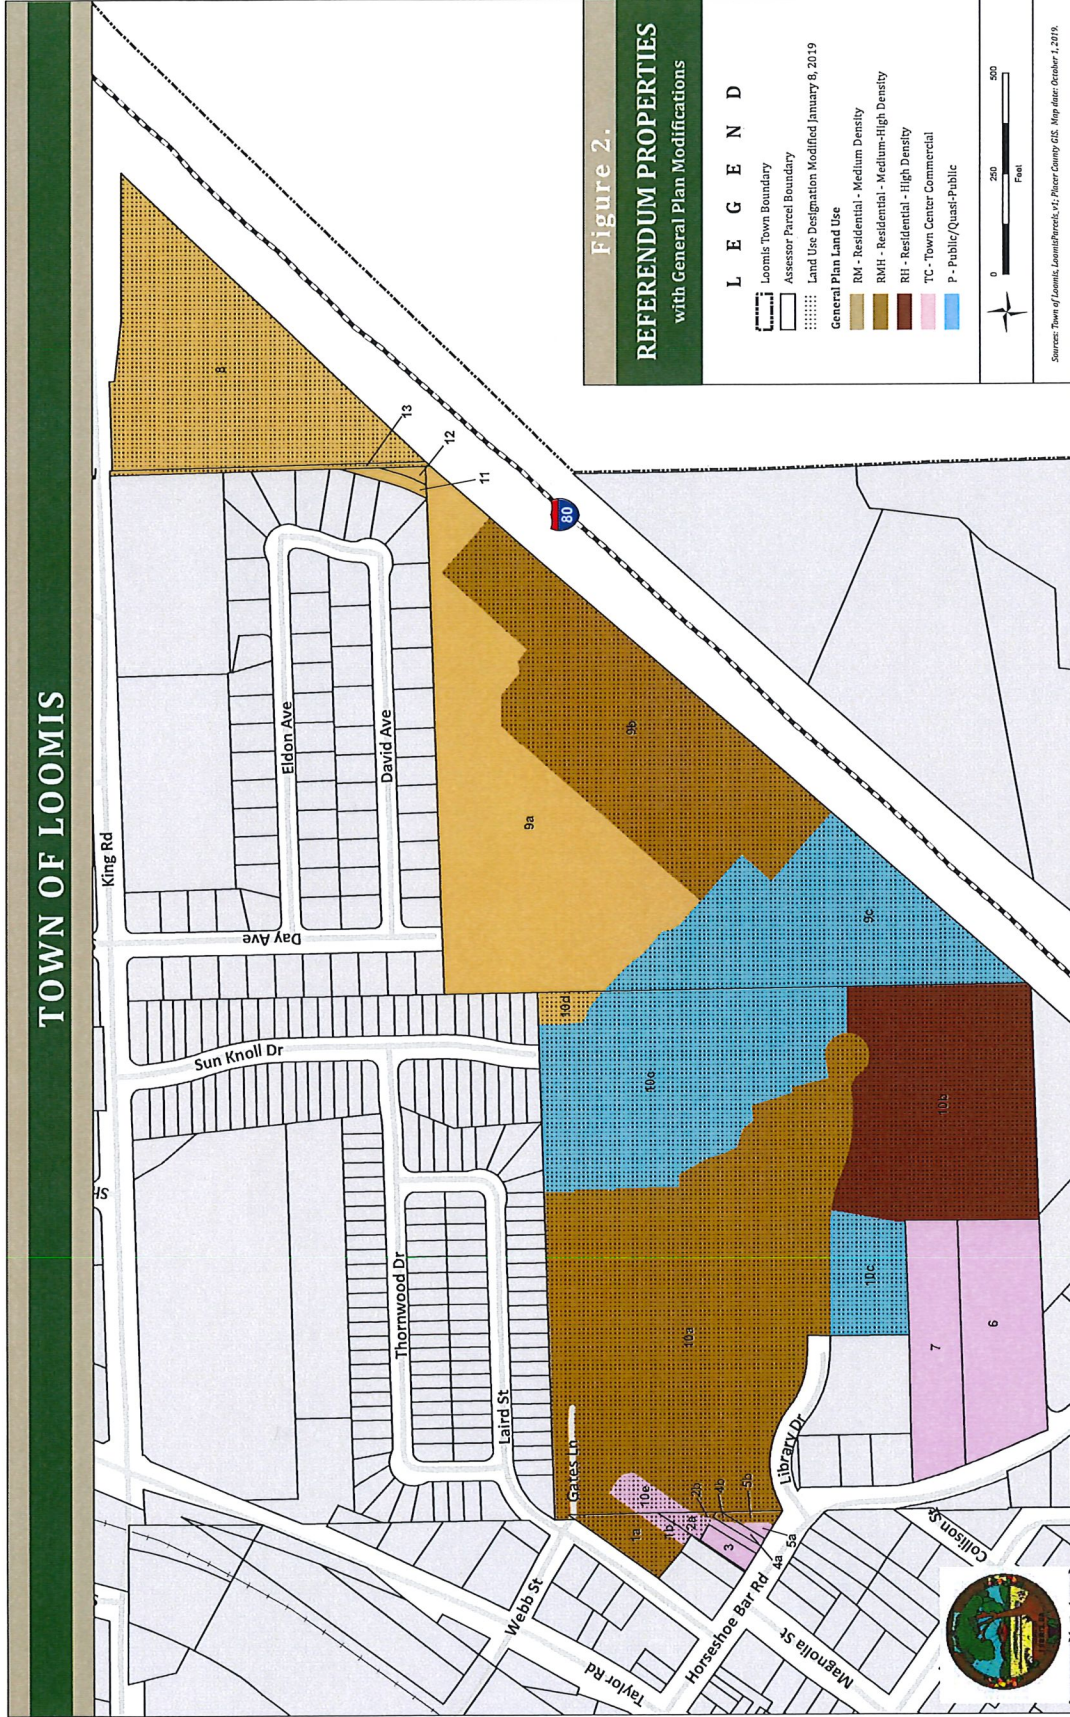 TOWN OF LOOMIS
King Rd
Eldon Ave
David Ave
Day Ave
Sun Knoll Dr
Thornwood Dr
Laird St
Gates Ln
Webb St
Taylor Rd
Horseshoe Bar Rd
Magnolia St
Library Dr
Collison St
80
8
13
12
11
9a
9b
9c
10d
10c
10b
10a
10c
10e
1a
1b
2a
2b
3
4a
4b
5a
5b
6
7
Figure 2.
REFERENDUM PROPERTIES
with General Plan Modifications
LEGEND
Loomis Town Boundary
Assessor Parcel Boundary
Land Use Designation Modified January 8, 2019
General Plan Land Use
RM - Residential - Medium Density
RMH - Residential - Medium-High Density
RH - Residential - High Density
TC - Town Center Commercial
P - Public/Quasi-Public
0 250 500
Feet
Sources: Town of Loomis, LoomisParcels_v1; Placer County GIS. Map date: October 1, 2019.